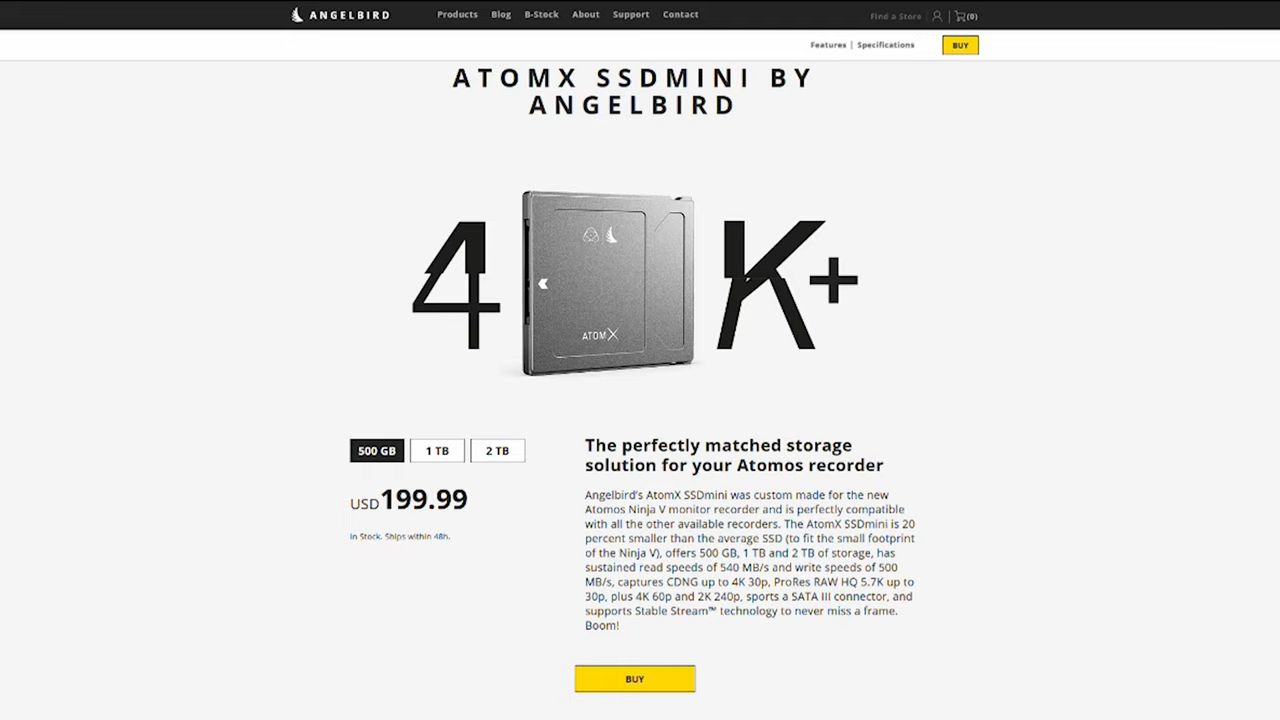 ANGELBIRD
Products Blog B-Stock About Support Contact
Find a Store | (0)
Features | Specifications BUY
ATOMX SSDMINI BY
ANGELBIRD
4 K+
ATOMX
500 GB 1 TB 2 TB
USD199.99
In Stock. Ships within 48h.
The perfectly matched storage
solution for your Atomos recorder
Angelbird's AtomX SSDmini was custom made for the new
Atomos Ninja V monitor recorder and is perfectly compatible
with all the other available recorders. The AtomX SSDmini is 20
percent smaller than the average SSD (to fit the small footprint
of the Ninja V), offers 500 GB, 1 TB and 2 TB of storage, has
sustained read speeds of 540 MB/s and write speeds of 500
MB/s, captures CDNG up to 4K 30p, ProRes RAW HQ 5.7K up to
30p, plus 4K 60p and 2K 240p, sports a SATA III connector, and
supports Stable Stream™ technology to never miss a frame.
Boom!
BUY